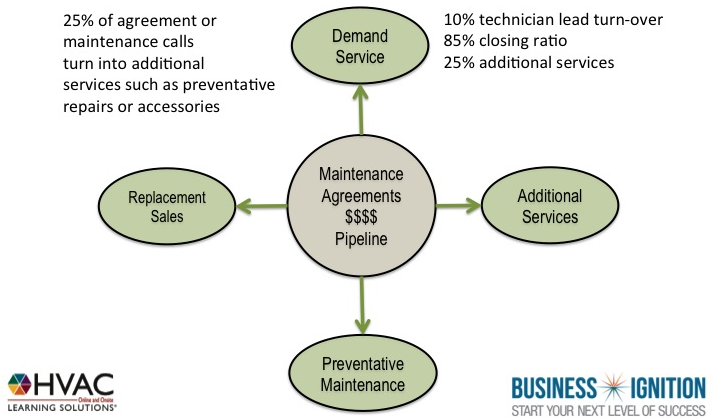 25% of agreement or
maintenance calls
turn into additional
services such as preventative
repairs or accessories
Demand
Service
10% technician lead turn-over
85% closing ratio
25% additional services
Replacement
Sales
Maintenance
Agreements
$$$$
Pipeline
Additional
Services
Preventative
Maintenance
HVAC
Online and Onsite
LEARNING SOLUTIONS®
BUSINESS IGNITION
START YOUR NEXT LEVEL OF SUCCESS